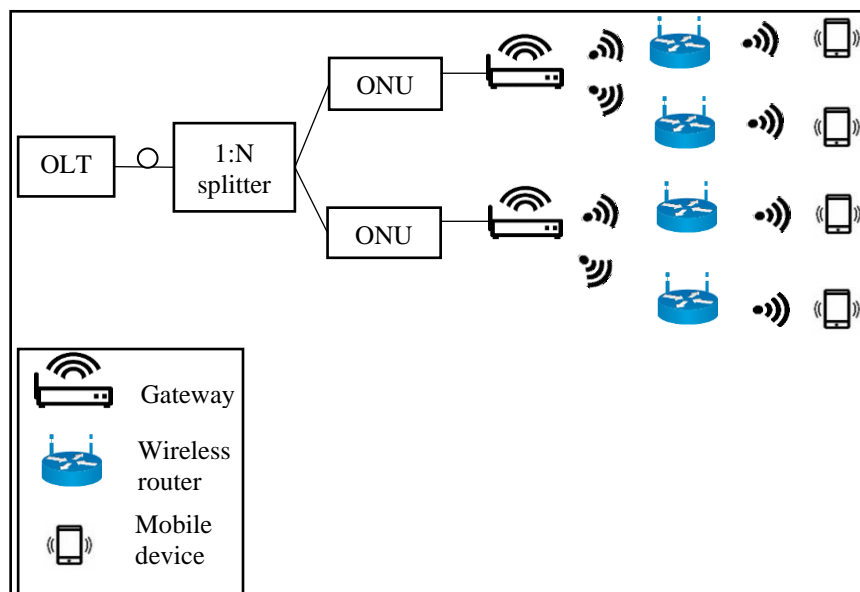 ONU
OLT
1:N
splitter
ONU
Gateway
Wireless
router
Mobile
device